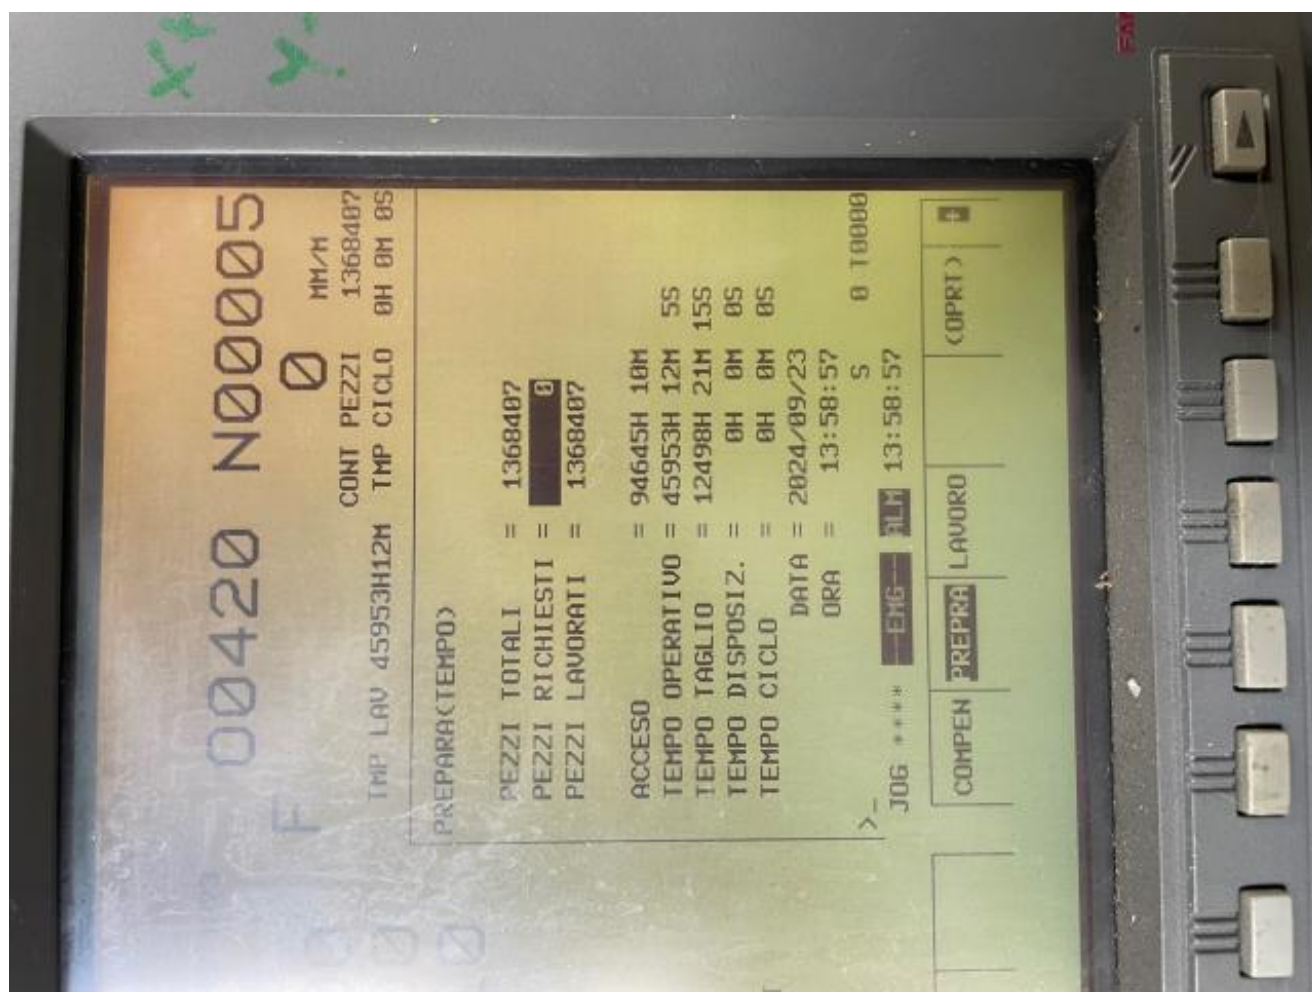 O0420 N00005
F 0 MM/M
CONT PEZZI 1368407
TMP LAV 45953H12M TMP CICLO 0H 0M 0S
PREPARA(TEMPO)
PEZZI TOTALI = 1368407
PEZZI RICHIESTI = 0
PEZZI LAVORATI = 1368407
ACCESO = 94645H 10M
TEMPO OPERATIVO = 45953H 12M 5S
TEMPO TAGLIO = 12498H 21M 15S
TEMPO DISPOSIZ. = 0H 0M 0S
TEMPO CICLO = 0H 0M 0S
DATA = 2024/09/23
ORA = 13:58:57
>_
S 0 T0000
JOG **** --EMG-- ALM 13:58:57
COMPEN PREPRA LAVORO (OPRT) +